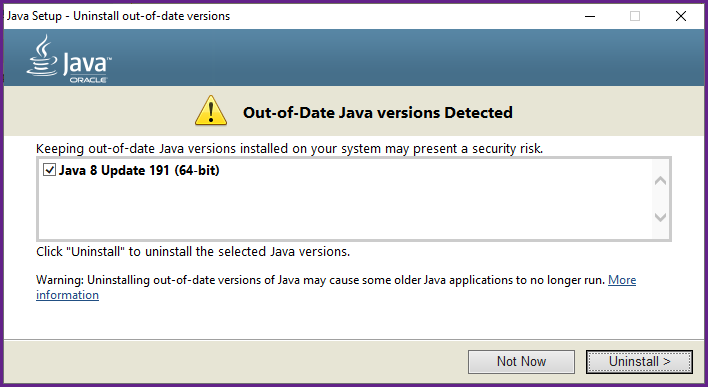 Java Setup - Uninstall out-of-date versions
Java™
ORACLE
Out-of-Date Java versions Detected
Keeping out-of-date Java versions installed on your system may present a security risk.
Java 8 Update 191 (64-bit)
Click "Uninstall" to uninstall the selected Java versions.
Warning: Uninstalling out-of-date versions of Java may cause some older Java applications to no longer run. More
information
Not Now
Uninstall >